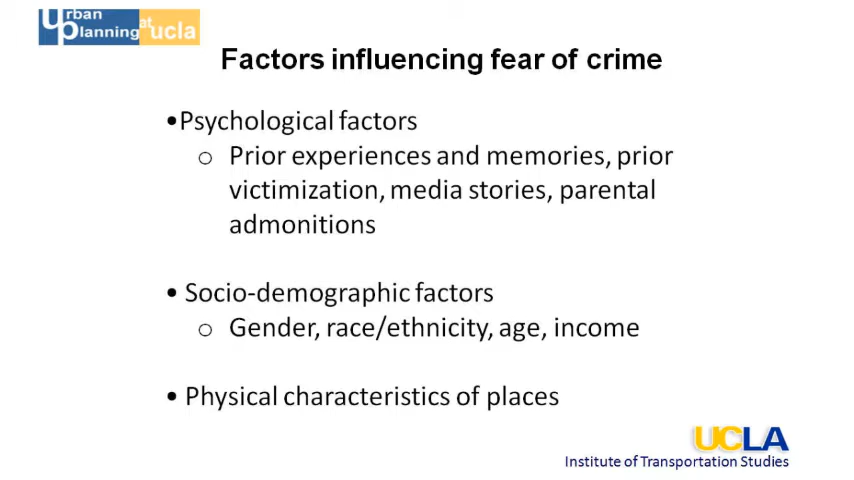 Urban
Planning at ucla
Factors influencing fear of crime
•Psychological factors
o Prior experiences and memories, prior
victimization, media stories, parental
admonitions
• Socio-demographic factors
o Gender, race/ethnicity, age, income
• Physical characteristics of places
UCLA
Institute of Transportation Studies